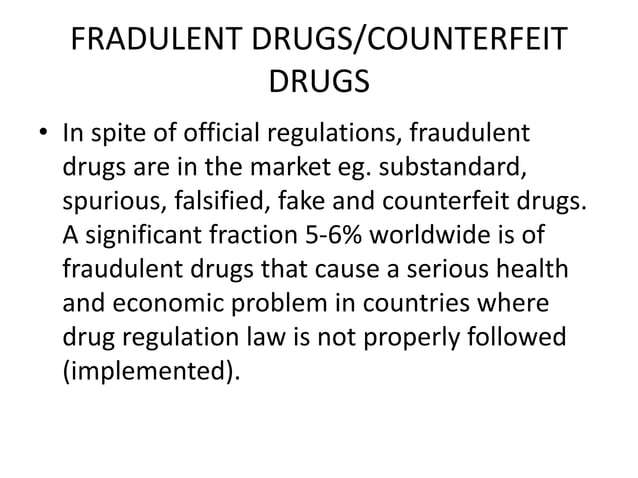 FRADULENT DRUGS/COUNTERFEIT
DRUGS
• In spite of official regulations, fraudulent
drugs are in the market eg. substandard,
spurious, falsified, fake and counterfeit drugs.
A significant fraction 5-6% worldwide is of
fraudulent drugs that cause a serious health
and economic problem in countries where
drug regulation law is not properly followed
(implemented).